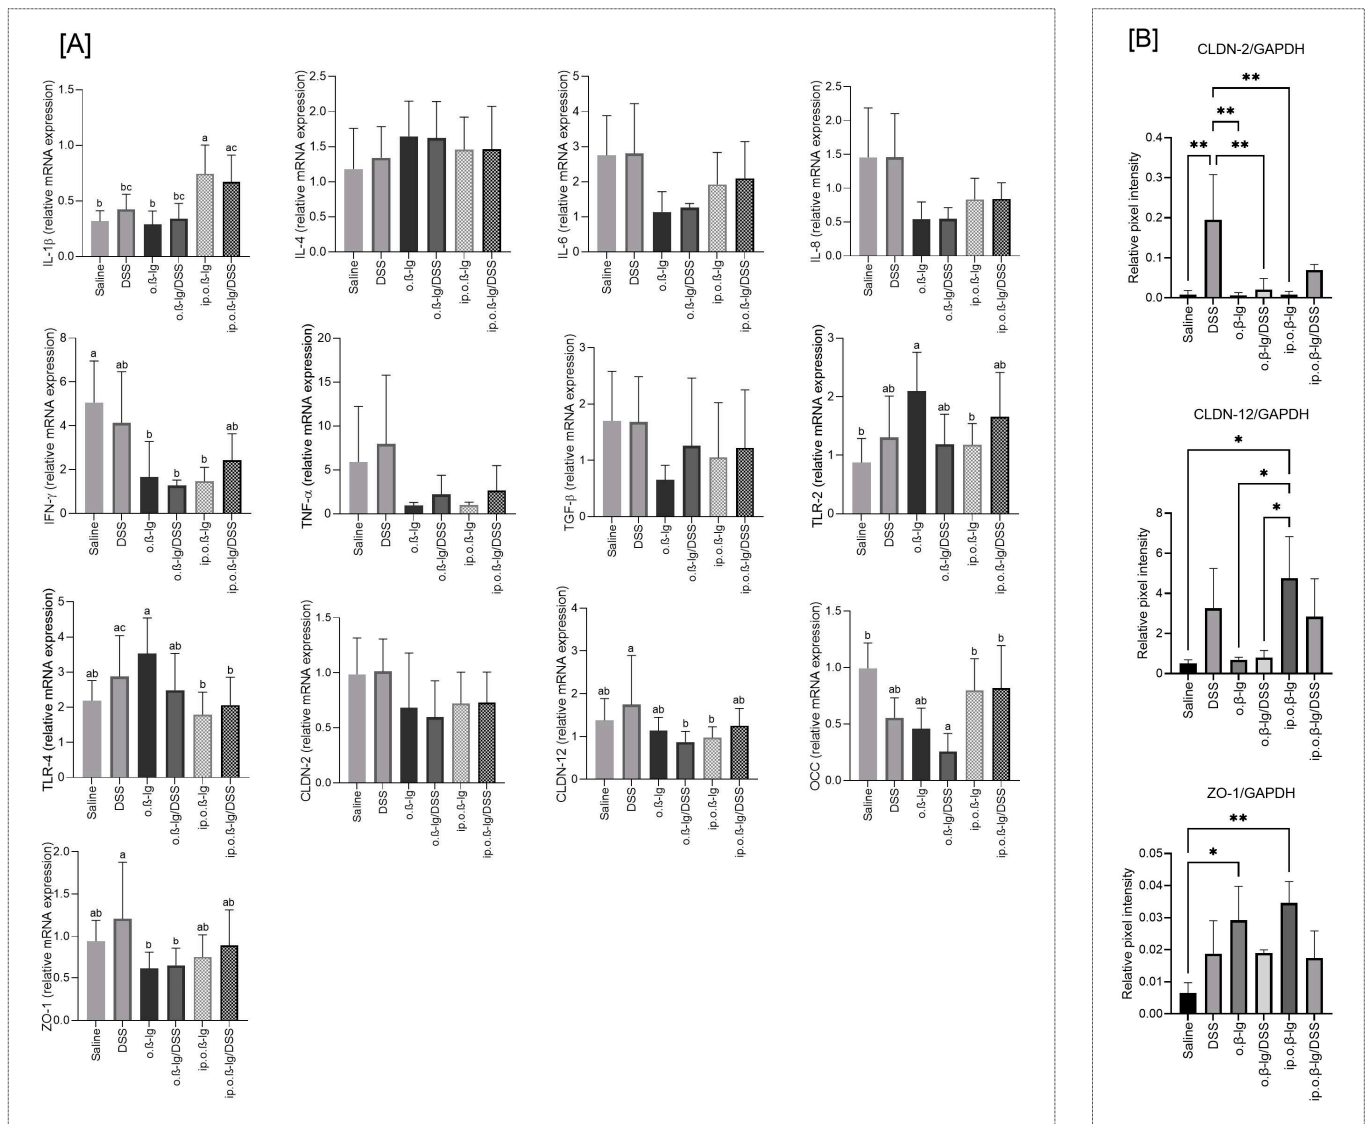 [A]
IL-1β (relative mRNA expression)
1.5
1.0
0.5
0.0
b
bc
b
bc
a
ac
Saline
DSS
o.ß-lg
o.ß-lg/DSS
ip.o.ß-lg
ip.o.ß-lg/DSS
IL-4 (relative mRNA expression)
2.5
2.0
1.5
1.0
0.5
0.0
Saline
DSS
o.ß-lg
o.ß-lg/DSS
ip.o.ß-lg
ip.o.ß-lg/DSS
IL-6 (relative mRNA expression)
5
4
3
2
1
0
Saline
DSS
o.ß-lg
o.ß-lg/DSS
ip.o.ß-lg
ip.o.ß-lg/DSS
IL-8 (relative mRNA expression)
2.5
2.0
1.5
1.0
0.5
0.0
Saline
DSS
o.ß-lg
o.ß-lg/DSS
ip.o.ß-lg
ip.o.ß-lg/DSS
IFN-γ (relative mRNA expression)
8
6
4
2
0
a
ab
b
b
b
ab
Saline
DSS
o.ß-lg
o.ß-lg/DSS
ip.o.ß-lg
ip.o.ß-lg/DSS
TNF-α (relative mRNA expression)
20
15
10
5
0
Saline
DSS
o.ß-lg
o.ß-lg/DSS
ip.o.ß-lg
ip.o.ß-lg/DSS
TGF-β (relative mRNA expression)
3
2
1
0
Saline
DSS
o.ß-lg
o.ß-lg/DSS
ip.o.ß-lg
ip.o.ß-lg/DSS
TLR-2 (relative mRNA expression)
3
2
1
0
b
ab
a
ab
b
ab
Saline
DSS
o.ß-lg
o.ß-lg/DSS
ip.o.ß-lg
ip.o.ß-lg/DSS
TLR-4 (relative mRNA expression)
5
4
3
2
1
0
ab
ac
a
ab
b
b
Saline
DSS
o.ß-lg
o.ß-lg/DSS
ip.o.ß-lg
ip.o.ß-lg/DSS
CLDN-2 (relative mRNA expression)
1.5
1.0
0.5
0.0
Saline
DSS
o.ß-lg
o.ß-lg/DSS
ip.o.ß-lg
ip.o.ß-lg/DSS
CLDN-12 (relative mRNA expression)
4
3
2
1
0
ab
a
ab
b
b
ab
Saline
DSS
o.ß-lg
o.ß-lg/DSS
ip.o.ß-lg
ip.o.ß-lg/DSS
OCC (relative mRNA expression)
1.5
1.0
0.5
0.0
b
ab
ab
a
b
b
Saline
DSS
o.ß-lg
o.ß-lg/DSS
ip.o.ß-lg
ip.o.ß-lg/DSS
ZO-1 (relative mRNA expression)
2.0
1.5
1.0
0.5
0.0
ab
a
b
b
ab
ab
Saline
DSS
o.ß-lg
o.ß-lg/DSS
ip.o.ß-lg
ip.o.ß-lg/DSS
[B]
CLDN-2/GAPDH
Relative pixel intensity
0.4
0.3
0.2
0.1
0.0
**
**
**
**
Saline
DSS
o.β-lg
o.β-lg/DSS
ip.o.β-lg
ip.o.β-lg/DSS
CLDN-12/GAPDH
Relative pixel intensity
8
6
4
2
0
*
*
*
Saline
DSS
o.β-lg
o.β-lg/DSS
ip.o.β-lg
ip.o.β-lg/DSS
ZO-1/GAPDH
Relative pixel intensity
0.05
0.04
0.03
0.02
0.01
0.00
**
*
Saline
DSS
o.β-lg
o.β-lg/DSS
ip.o.β-lg
ip.o.β-lg/DSS